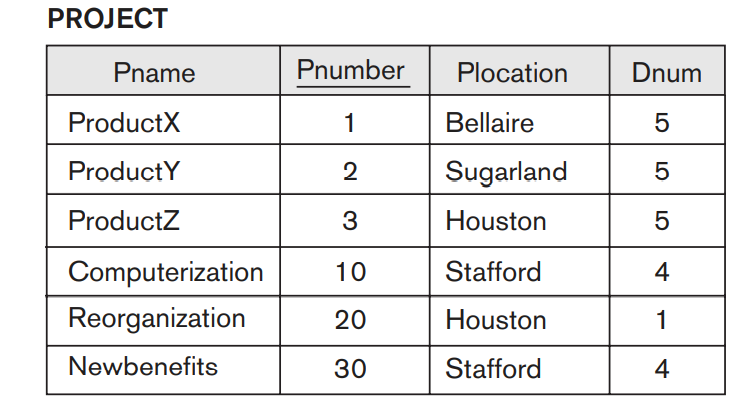 PROJECT
Pname Pnumber Plocation Dnum
ProductX 1 Bellaire 5
ProductY 2 Sugarland 5
ProductZ 3 Houston 5
Computerization 10 Stafford 4
Reorganization 20 Houston 1
Newbenefits 30 Stafford 4